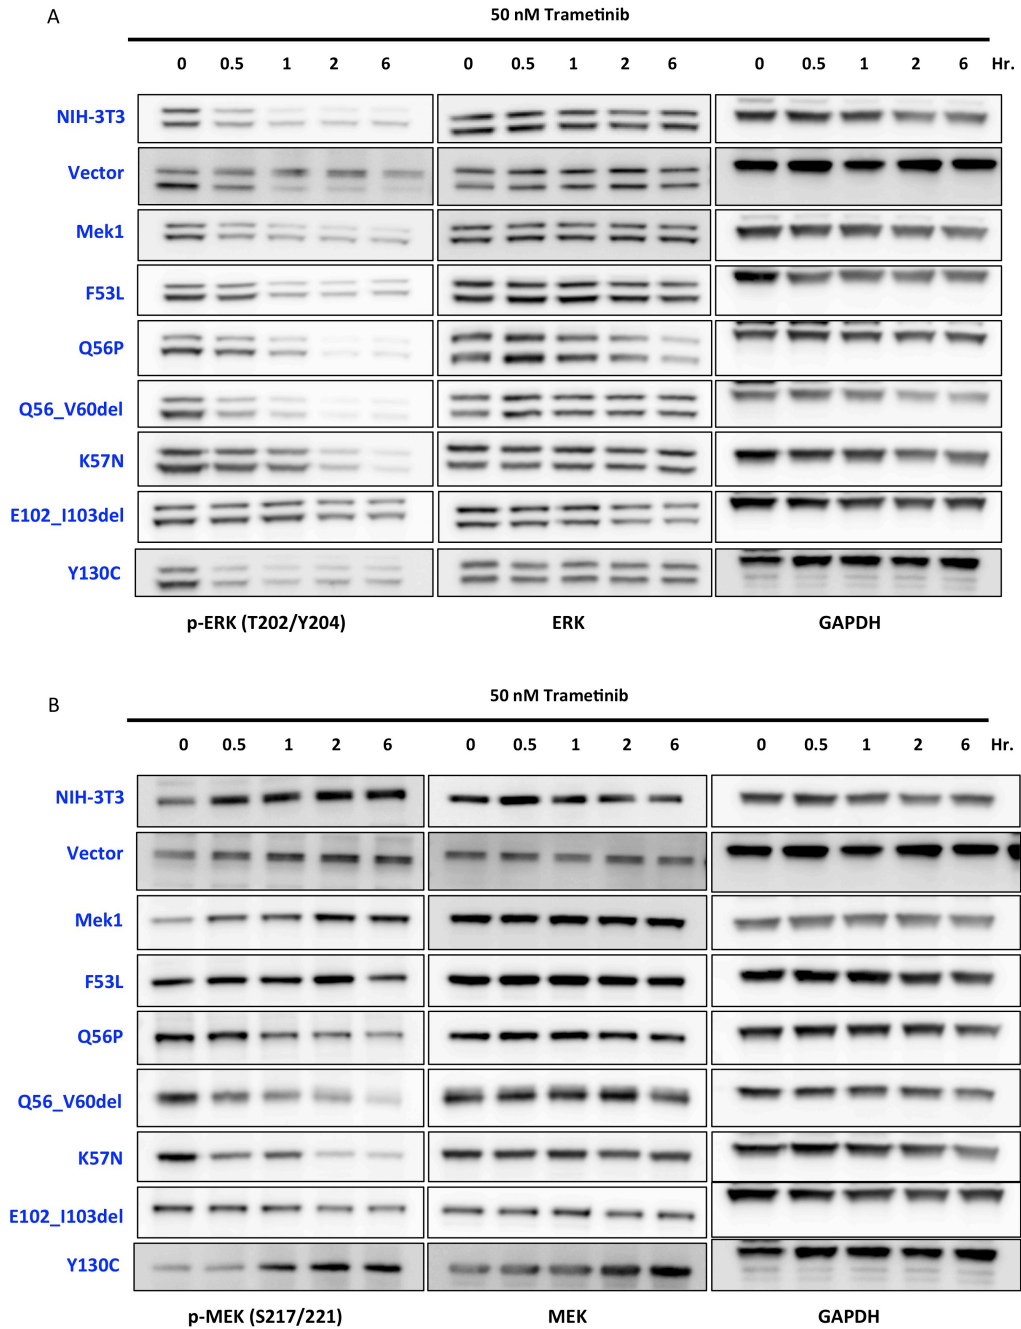 A
50 nM Trametinib
0 0.5 1 2 6 0 0.5 1 2 6 0 0.5 1 2 6 Hr.
NIH-3T3
Vector
Mek1
F53L
Q56P
Q56_V60del
K57N
E102_I103del
Y130C
p-ERK (T202/Y204) ERK GAPDH
B
50 nM Trametinib
0 0.5 1 2 6 0 0.5 1 2 6 0 0.5 1 2 6 Hr.
NIH-3T3
Vector
Mek1
F53L
Q56P
Q56_V60del
K57N
E102_I103del
Y130C
p-MEK (S217/221) MEK GAPDH